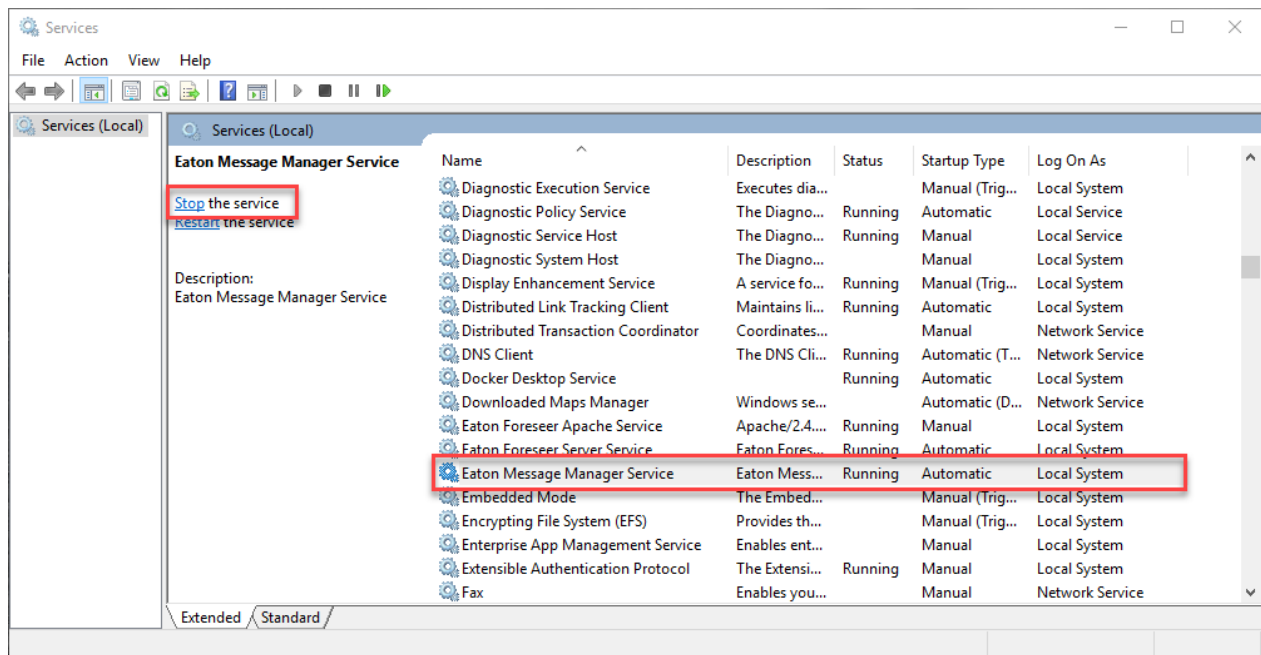 Services
File Action View Help
Services (Local)
Services (Local)
Eaton Message Manager Service
Stop the service
Restart the service
Description:
Eaton Message Manager Service
Name Description Status Startup Type Log On As
Diagnostic Execution Service Executes dia... Manual (Trig... Local System
Diagnostic Policy Service The Diagno... Running Automatic Local Service
Diagnostic Service Host The Diagno... Running Manual Local Service
Diagnostic System Host The Diagno... Manual Local System
Display Enhancement Service A service fo... Running Manual (Trig... Local System
Distributed Link Tracking Client Maintains li... Running Automatic Local System
Distributed Transaction Coordinator Coordinates... Manual Network Service
DNS Client The DNS Cli... Running Automatic (T... Network Service
Docker Desktop Service Running Automatic Local System
Downloaded Maps Manager Windows se... Automatic (D... Network Service
Eaton Foreseer Apache Service Apache/2.4.... Running Manual Local System
Eaton Foreseer Server Service Eaton Fores... Running Automatic Local System
Eaton Message Manager Service Eaton Mess... Running Automatic Local System
Embedded Mode The Embed... Manual (Trig... Local System
Encrypting File System (EFS) Provides th... Manual (Trig... Local System
Enterprise App Management Service Enables ent... Manual Local System
Extensible Authentication Protocol The Extensi... Running Manual Local System
Fax Enables you... Manual Network Service
Extended Standard